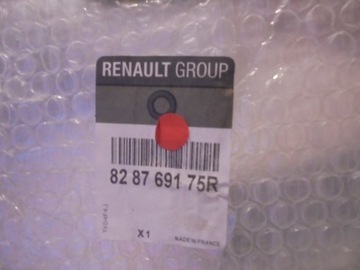 RENAULT GROUP
82 87 691 75R
X1
MADE IN FRANCE